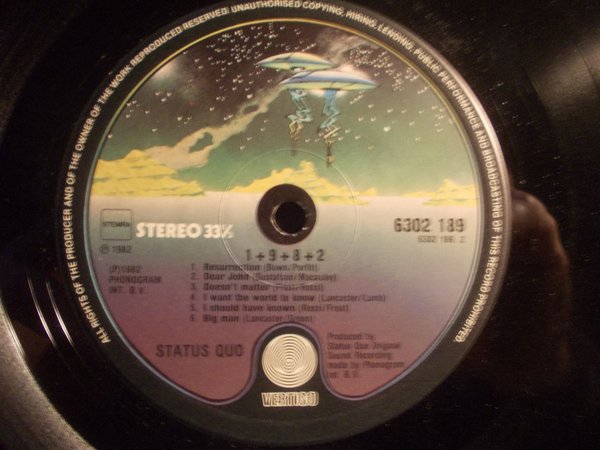 ALL RIGHTS OF THE PRODUCER AND OF THE OWNER OF THE WORK REPRODUCED RESERVED. UNAUTHORISED COPYING, HIRING, LENDING, PUBLIC PERFORMANCE AND BROADCASTING OF THIS RECORD PROHIBITED
STEMRA
STEREO 33⅓
6302 189
6302 189. 2
℗ 1982
1+9+8+2
(P)1982
PHONOGRAM
INT. B.V.
1. Resurrection (Bown/Parfitt)
2. Dear John (Gustafson/Macauley)
3. Doesn't matter (Frost/Rossi)
4. I want the world to know (Lancaster/Lamb)
5. I should have known (Rossi/Frost)
6. Big man (Lancaster/Green)
STATUS QUO
Produced by
Status Quo Original
Sound Recording
made by Phonogram
Int. B.V.
VERTIGO